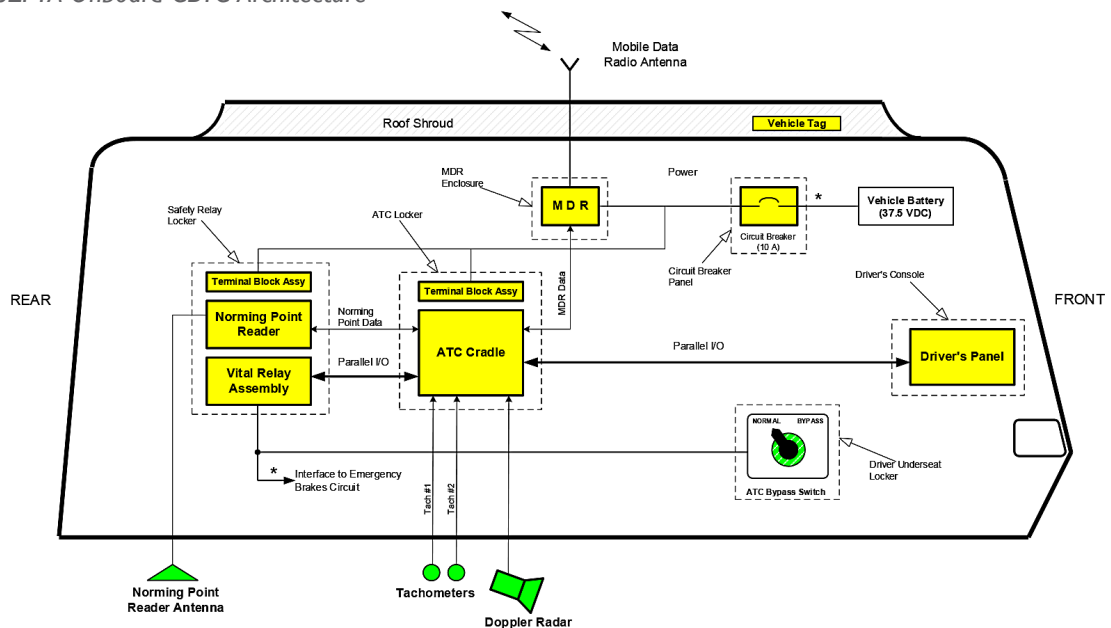 SEPTA Onboard CBTC Architecture
Mobile Data
Radio Antenna
Roof Shroud
Vehicle Tag
MDR
Enclosure
Power
M D R
*
Vehicle Battery
(37.5 VDC)
Circuit Breaker
(10 A)
Circuit Breaker
Panel
Safety Relay
Locker
ATC Locker
MDR Data
Driver's Console
REAR
FRONT
Terminal Block Assy
Terminal Block Assy
Norming Point
Reader
Norming
Point Data
ATC Cradle
Parallel I/O
Driver's Panel
Vital Relay
Assembly
Parallel I/O
NORMAL BYPASS
ATC Bypass Switch
Driver Underseat
Locker
*
Interface to Emergency
Brakes Circuit
Tach #1
Tach #2
Norming Point
Reader Antenna
Tachometers
Doppler Radar